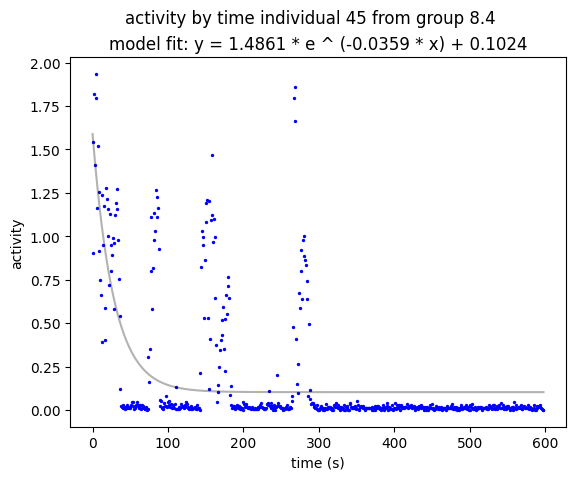 activity by time individual 45 from group 8.4
model fit: y = 1.4861 * e ^ (-0.0359 * x) + 0.1024
2.00
1.75
1.50
1.25
1.00
0.75
0.50
0.25
0.00
activity
0 100 200 300 400 500 600
time (s)